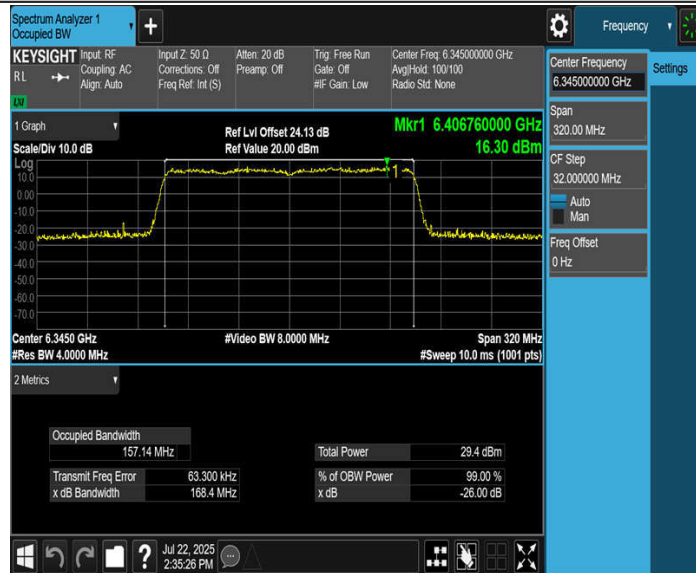 Spectrum Analyzer 1
Occupied BW
+
Frequency
KEYSIGHT
RL
LXI
Input: RF
Coupling: AC
Align: Auto
Input Z: 50 Ω
Corrections: Off
Freq Ref: Int (S)
Atten: 20 dB
Preamp: Off
Trig: Free Run
Gate: Off
#IF Gain: Low
Center Freq: 6.345000000 GHz
Avg|Hold: 100/100
Radio Std: None
Center Frequency
6.345000000 GHz
Settings
Span
320.00 MHz
CF Step
32.000000 MHz
Auto
Man
Freq Offset
0 Hz
1 Graph
Scale/Div 10.0 dB
Ref Lvl Offset 24.13 dB
Ref Value 20.00 dBm
Mkr1 6.406760000 GHz
16.30 dBm
Log
10.0
0.00
-10.0
-20.0
-30.0
-40.0
-50.0
-60.0
-70.0
1
Center 6.3450 GHz
#Res BW 4.0000 MHz
#Video BW 8.0000 MHz
Span 320 MHz
#Sweep 10.0 ms (1001 pts)
2 Metrics
Occupied Bandwidth
157.14 MHz
Total Power 29.4 dBm
Transmit Freq Error 63.300 kHz
% of OBW Power 99.00 %
x dB Bandwidth 168.4 MHz
x dB -26.00 dB
?
Jul 22, 2025
2:35:26 PM